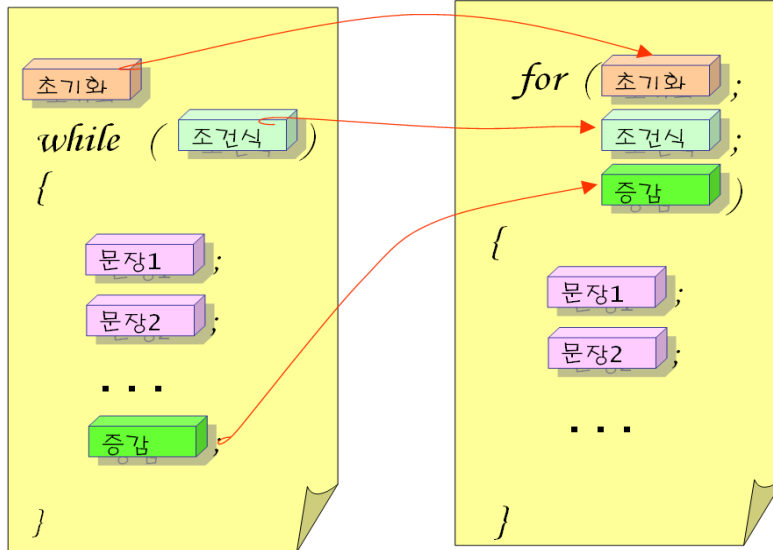 초기화
while ( 조건식 )
{
문장1 ;
문장2 ;
...
증감 ;
}
for ( 초기화 ;
조건식 ;
증감 )
{
문장1 ;
문장2 ;
...
}